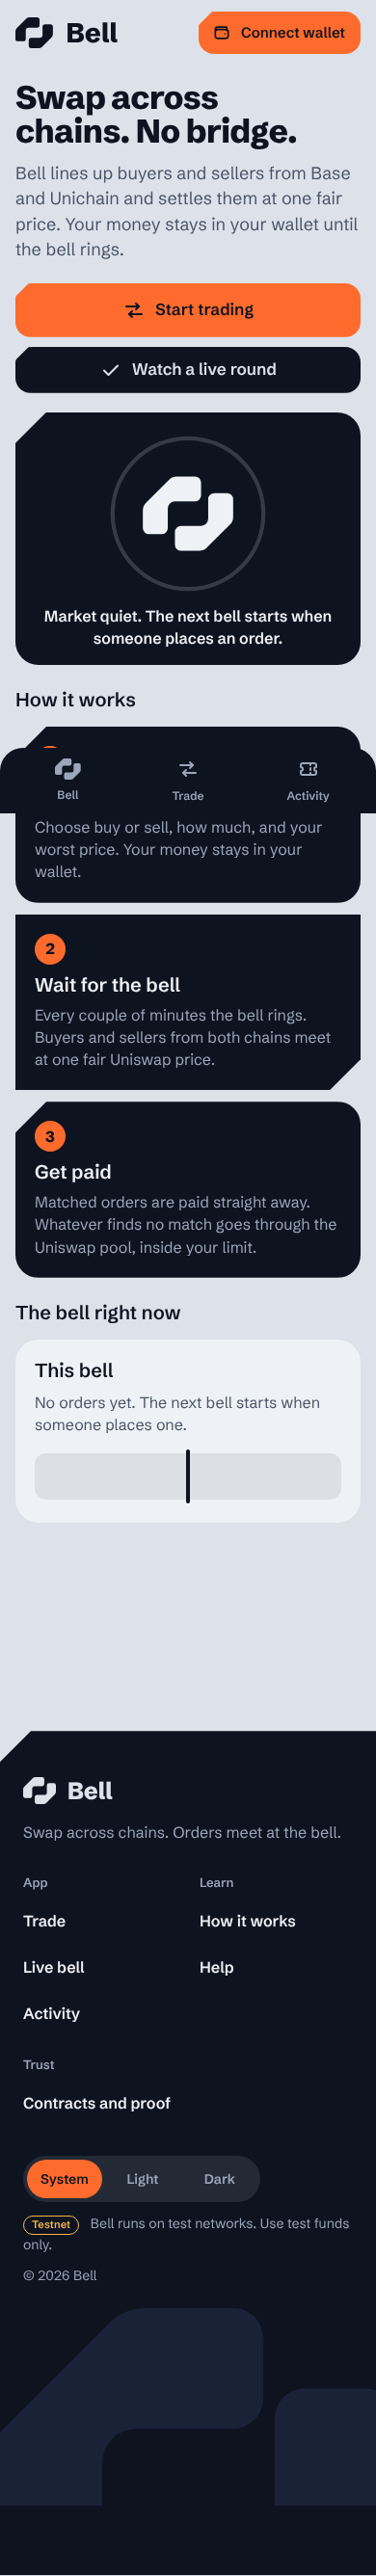 Bell
Connect wallet
Swap across
chains. No bridge.
Bell lines up buyers and sellers from Base
and Unichain and settles them at one fair
price. Your money stays in your wallet until
the bell rings.
Start trading
Watch a live round
Market quiet. The next bell starts when
someone places an order.
How it works
Bell
Trade
Activity
Choose buy or sell, how much, and your
worst price. Your money stays in your
wallet.
2
Wait for the bell
Every couple of minutes the bell rings.
Buyers and sellers from both chains meet
at one fair Uniswap price.
3
Get paid
Matched orders are paid straight away.
Whatever finds no match goes through the
Uniswap pool, inside your limit.
The bell right now
This bell
No orders yet. The next bell starts when
someone places one.
Bell
Swap across chains. Orders meet at the bell.
App
Learn
Trade
How it works
Live bell
Help
Activity
Trust
Contracts and proof
System
Light
Dark
Testnet Bell runs on test networks. Use test funds
only.
© 2026 Bell